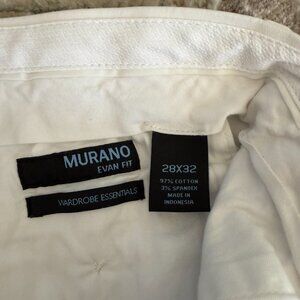 MURANO
EVAN FIT
WARDROBE ESSENTIALS
28X32
97% COTTON
3% SPANDEX
MADE IN
INDONESIA